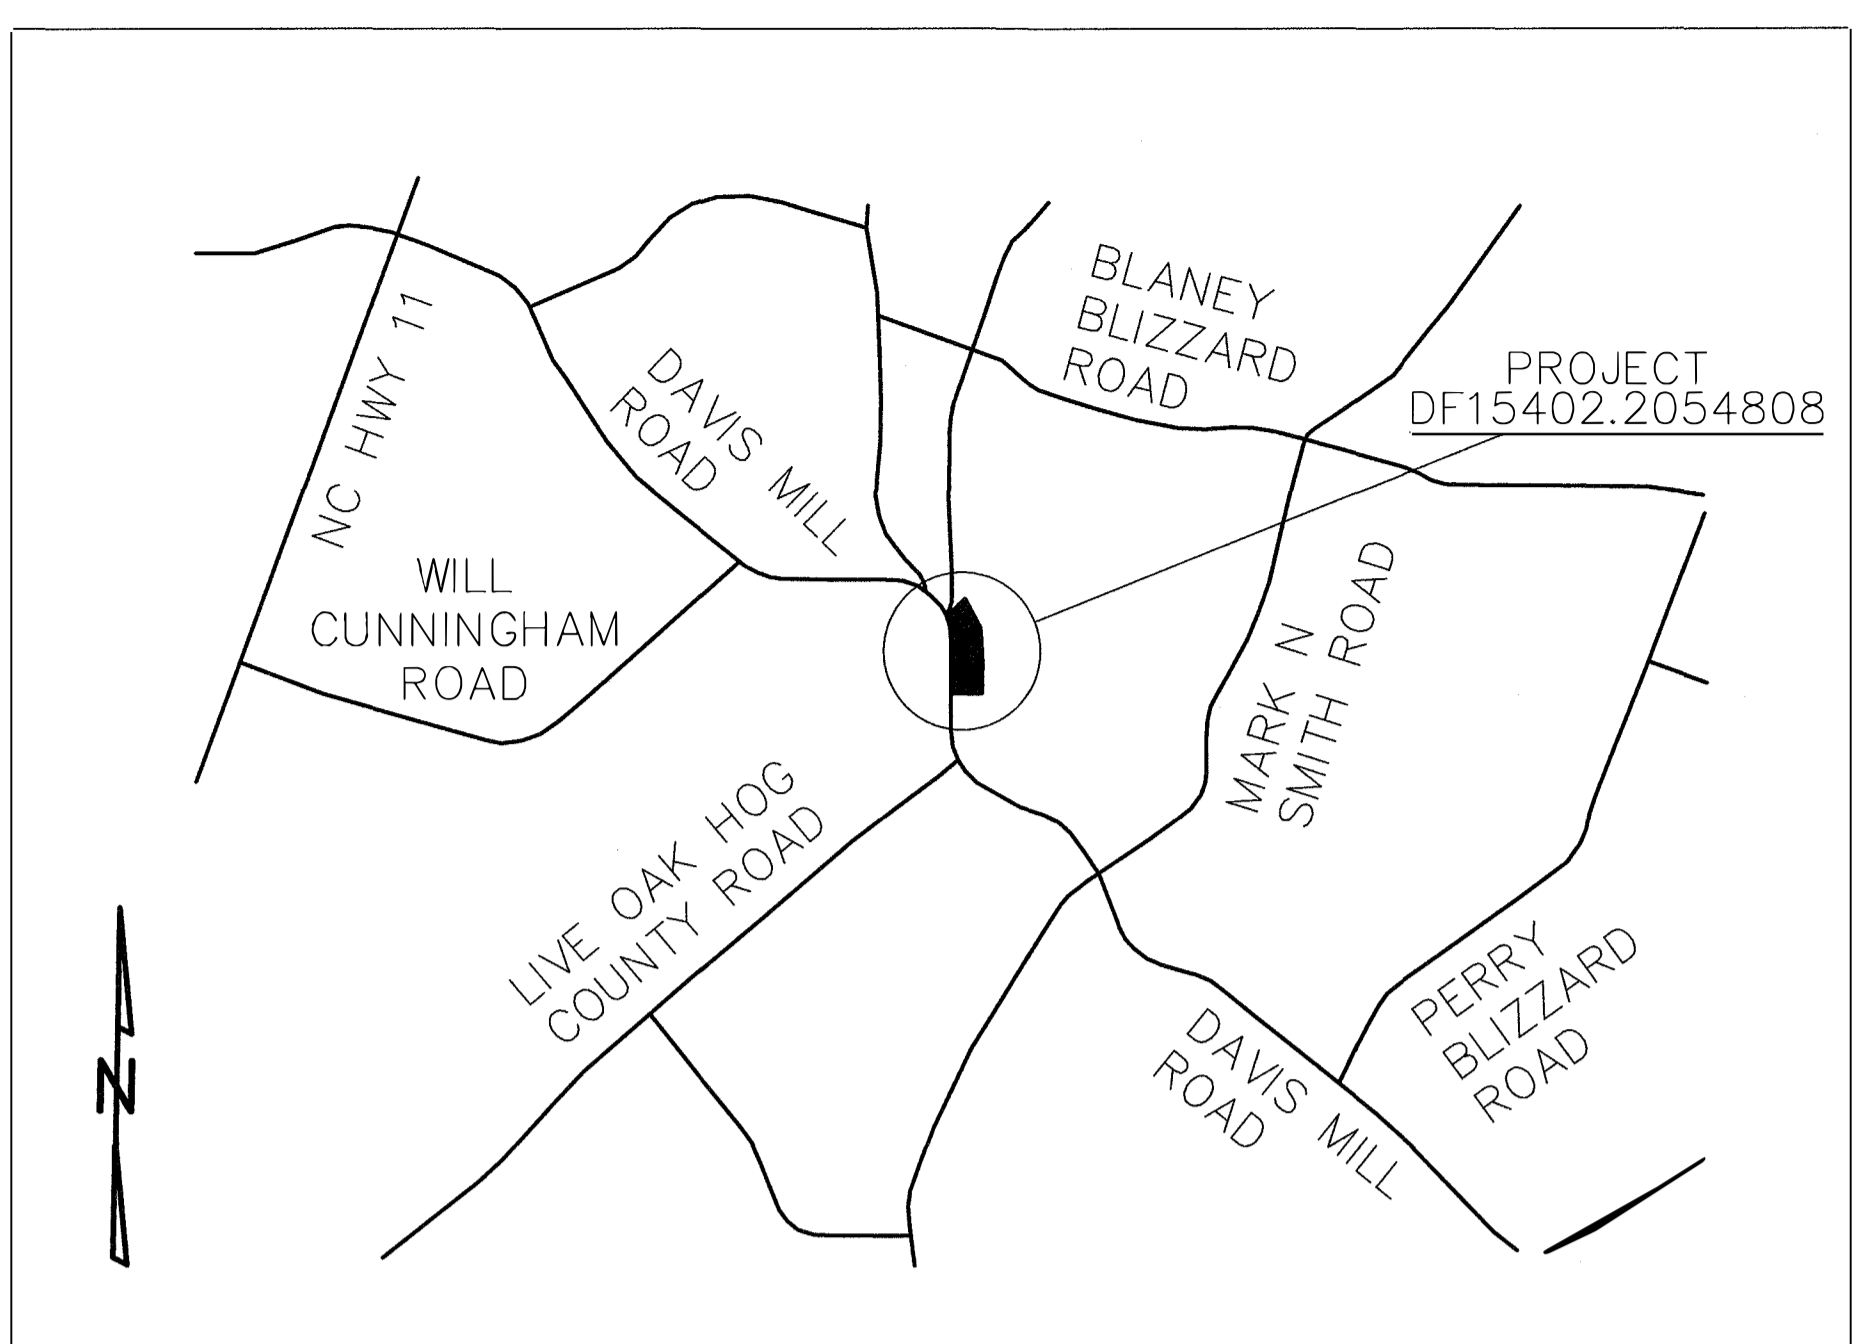 BLANEY
BLIZZARD
ROAD
PROJECT
DF15402.2054808
NC HWY 11
DAVIS MILL
ROAD
WILL
CUNNINGHAM
ROAD
MARK N
SMITH ROAD
LIVE OAK HOG
COUNTY ROAD
PERRY
BLIZZARD
ROAD
DAVIS MILL
ROAD
N